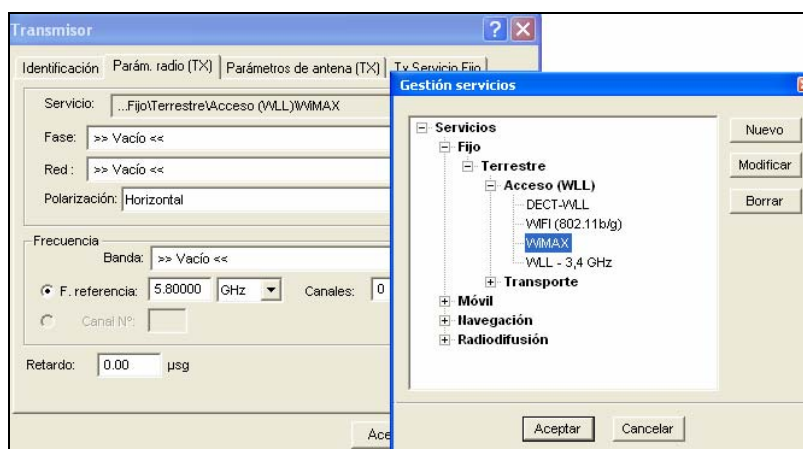 Transmisor
Identificación Parám. radio (TX) Parámetros de antena (TX) Tx Servicio Fijo
Servicio: ...Fijo\Terrestre\Acceso (WLL)\WiMAX
Fase: >> Vacío <<
Red : >> Vacío <<
Polarización: Horizontal
Frecuencia
Banda: >> Vacío <<
F. referencia: 5.80000 GHz Canales: 0
Canal Nº:
Retardo: 0.00 µsg
Ace
Gestión servicios
Servicios
Fijo
Terrestre
Acceso (WLL)
DECT-WLL
WIFI (802.11b/g)
WiMAX
WLL - 3,4 GHz
Transporte
Móvil
Navegación
Radiodifusión
Nuevo
Modificar
Borrar
Aceptar Cancelar